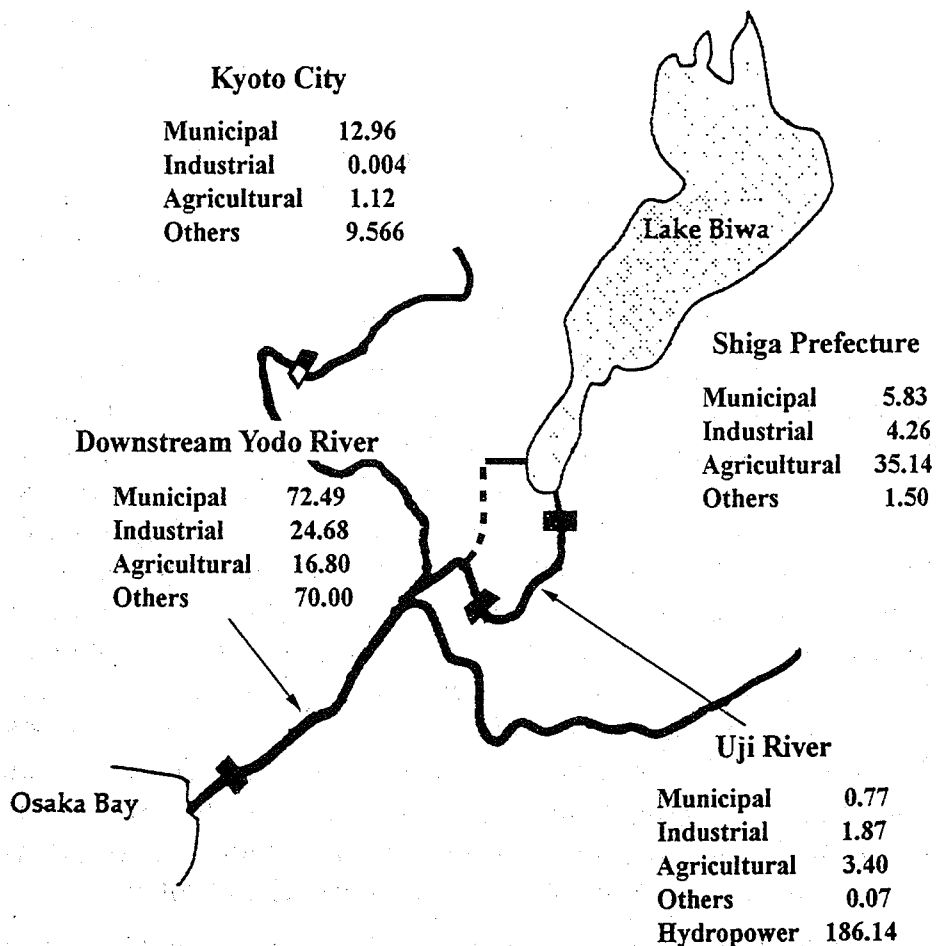 Kyoto City
Municipal 12.96
Industrial 0.004
Agricultural 1.12
Others 9.566
Lake Biwa
Shiga Prefecture
Municipal 5.83
Industrial 4.26
Agricultural 35.14
Others 1.50
Downstream Yodo River
Municipal 72.49
Industrial 24.68
Agricultural 16.80
Others 70.00
Uji River
Municipal 0.77
Industrial 1.87
Agricultural 3.40
Others 0.07
Hydropower 186.14
Osaka Bay